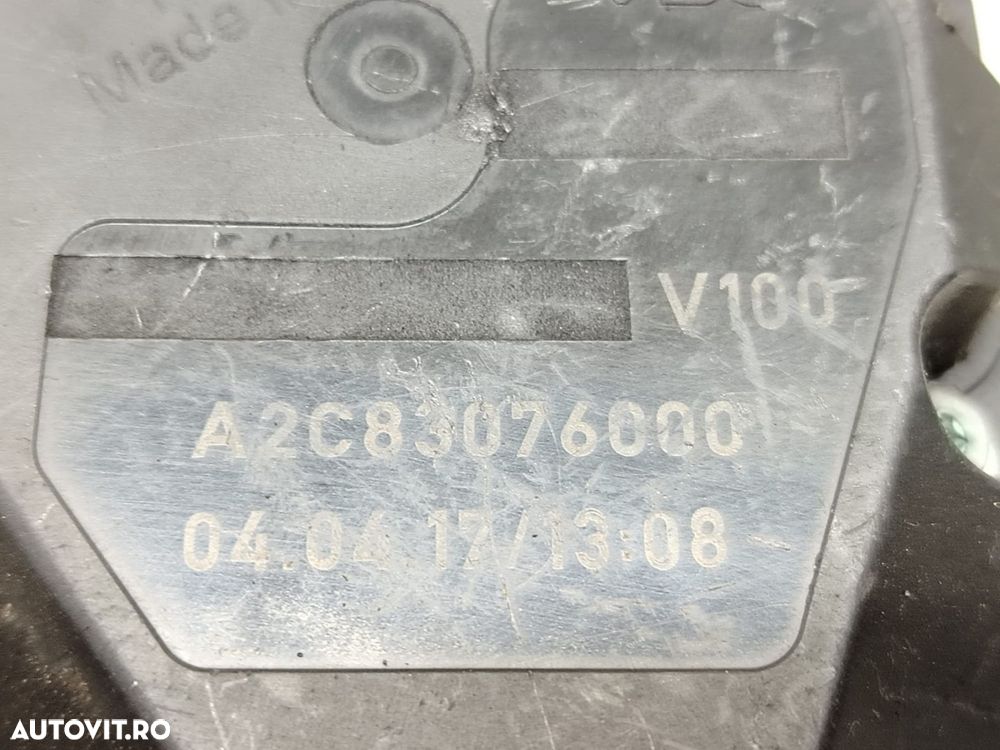 Made
V100
A2C83076000
04.04.17/13:08
AUTOVIT.RO